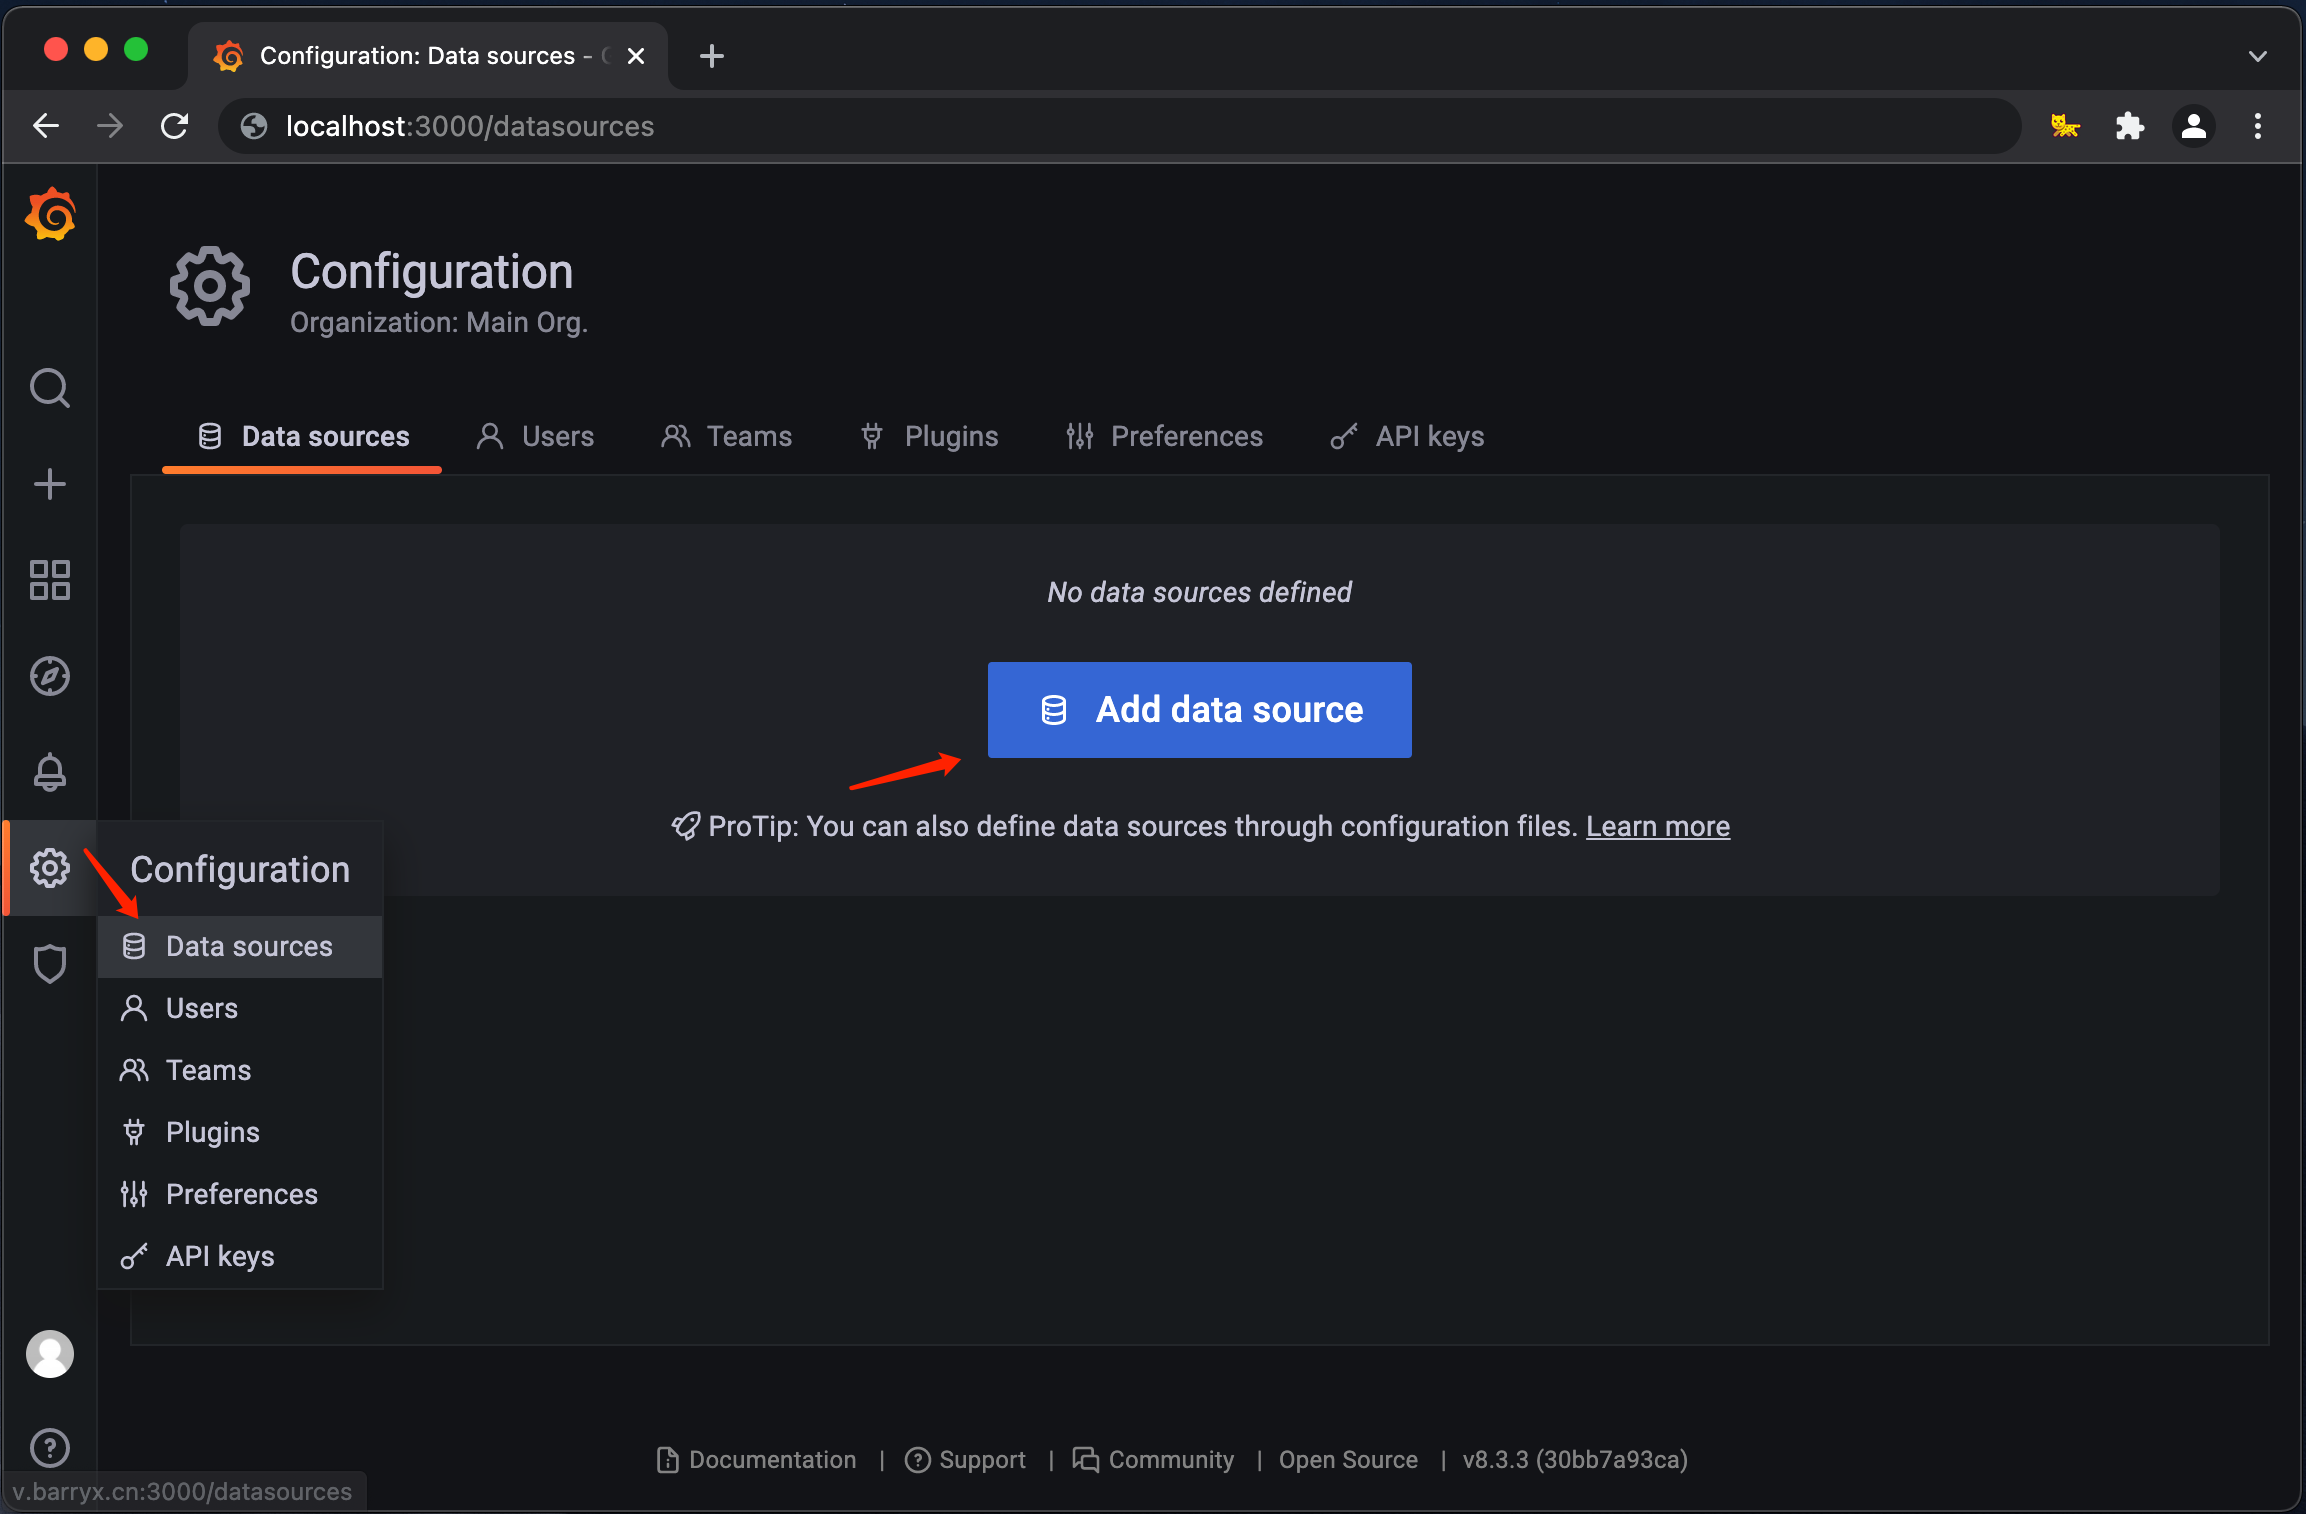 Configuration: Data sources -
localhost:3000/datasources
Configuration
Organization: Main Org.
Data sources Users Teams Plugins Preferences API keys
No data sources defined
Add data source
ProTip: You can also define data sources through configuration files. Learn more
Configuration
Data sources
Users
Teams
Plugins
Preferences
API keys
Documentation | Support | Community | Open Source | v8.3.3 (30bb7a93ca)
v.barryx.cn:3000/datasources